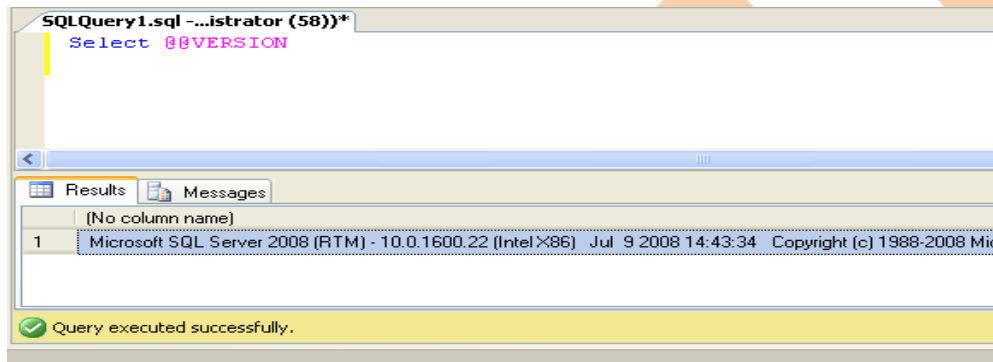 SQLQuery1.sql -...istrator (58))*
Select @@VERSION
Results Messages
(No column name)
1 Microsoft SQL Server 2008 (RTM) - 10.0.1600.22 (Intel X86) Jul 9 2008 14:43:34 Copyright (c) 1988-2008 Mic
Query executed successfully.